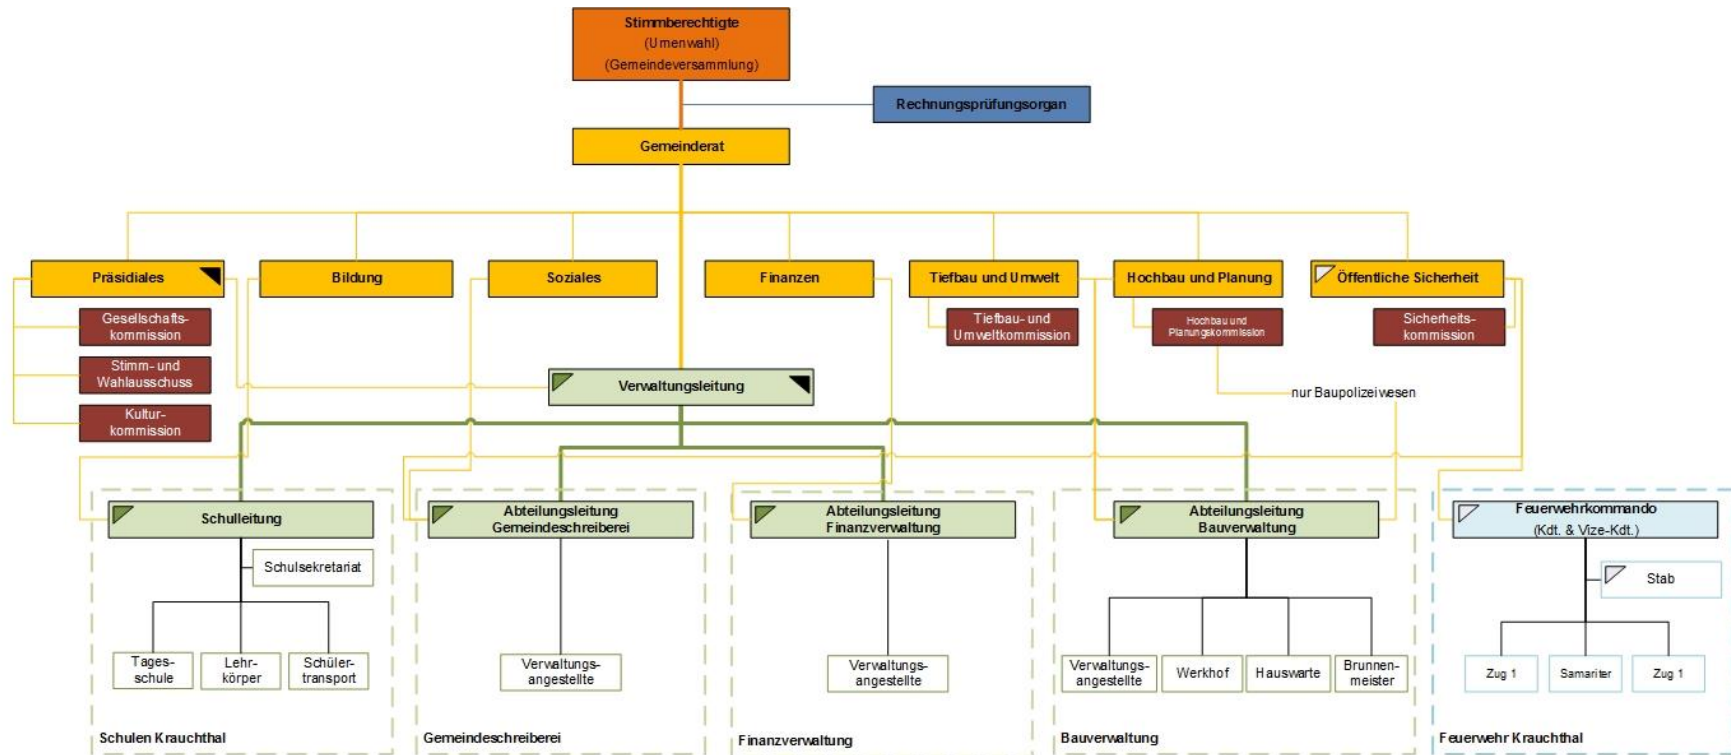 Stimmberechtigte
(Urnenwahl)
(Gemeindeversammlung)
Rechnungsprüfungsorgan
Gemeinderat
Präsidiales
Bildung
Soziales
Finanzen
Tiefbau und Umwelt
Hochbau und Planung
Öffentliche Sicherheit
Gesellschafts-
kommission
Stimm- und
Wahlausschuss
Kultur-
kommission
Tiefbau- und
Umweltkommission
Hochbau und
Planungskommission
Sicherheits-
kommission
Verwaltungsleitung
nur Baupolizeiwesen
Schulleitung
Abteilungsleitung
Gemeindeschreiberei
Abteilungsleitung
Finanzverwaltung
Abteilungsleitung
Bauverwaltung
Feuerwehrkommando
(Kdt. & Vize-Kdt.)
Schulsekretariat
Stab
Tages-
schule
Lehr-
körper
Schüler-
transport
Verwaltungs-
angestellte
Verwaltungs-
angestellte
Verwaltungs-
angestellte
Werkhof
Hauswarte
Brunnen-
meister
Zug 1
Samariter
Zug 1
Schulen Krauchthal
Gemeindeschreiberei
Finanzverwaltung
Bauverwaltung
Feuerwehr Krauchthal